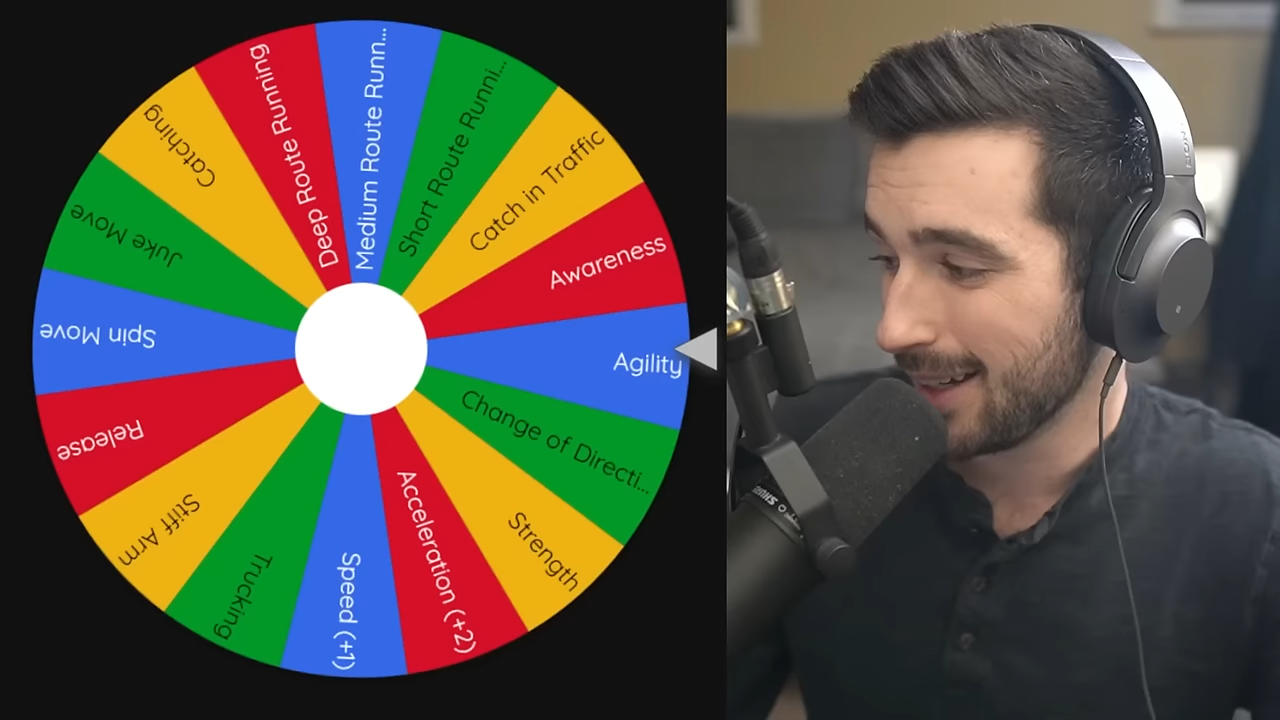 Deep Route Running
Medium Route Runn...
Short Route Runni...
Catch in Traffic
Awareness
Agility
Change of Directi...
Strength
Acceleration (+2)
Speed (+1)
Trucking
Stiff Arm
Release
Spin Move
Juke Move
Catching
SONY
SHURE